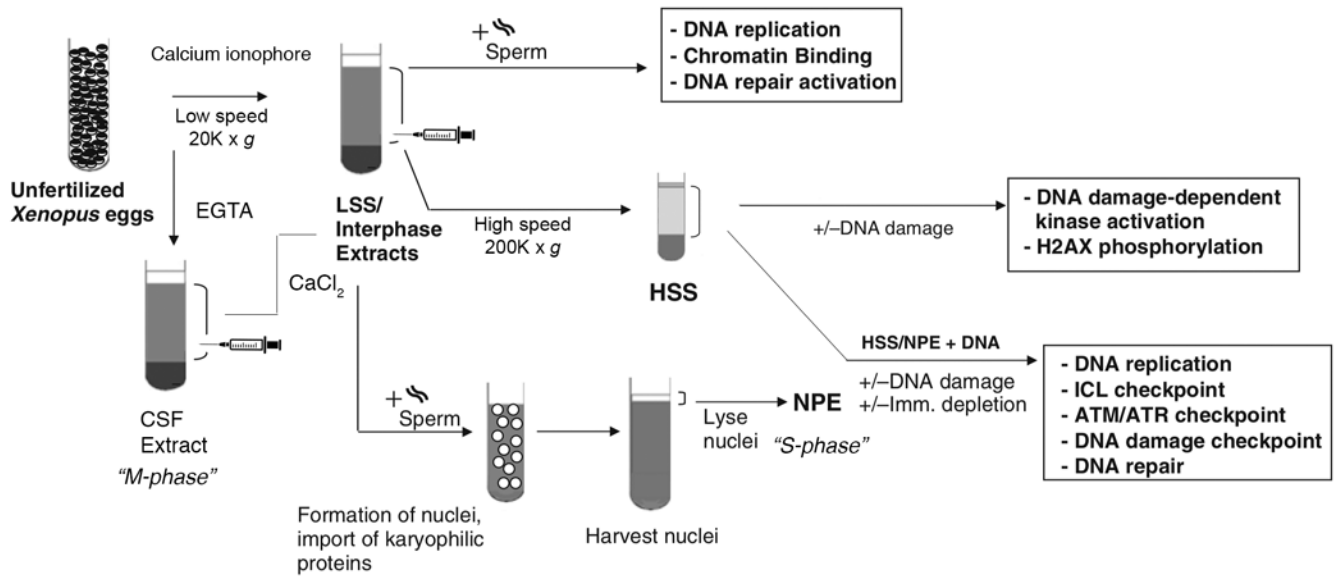 Unfertilized
Xenopus eggs
Calcium ionophore
Low speed
20K x g
EGTA
CSF
Extract
“M-phase”
CaCl2
LSS/
Interphase
Extracts
+
Sperm
- DNA replication
- Chromatin Binding
- DNA repair activation
High speed
200K x g
HSS
+/–DNA damage
- DNA damage-dependent
kinase activation
- H2AX phosphorylation
HSS/NPE + DNA
+/–DNA damage
+/–Imm. depletion
- DNA replication
- ICL checkpoint
- ATM/ATR checkpoint
- DNA damage checkpoint
- DNA repair
+
Sperm
Formation of nuclei,
import of karyophilic
proteins
Harvest nuclei
Lyse
nuclei
NPE
“S-phase”